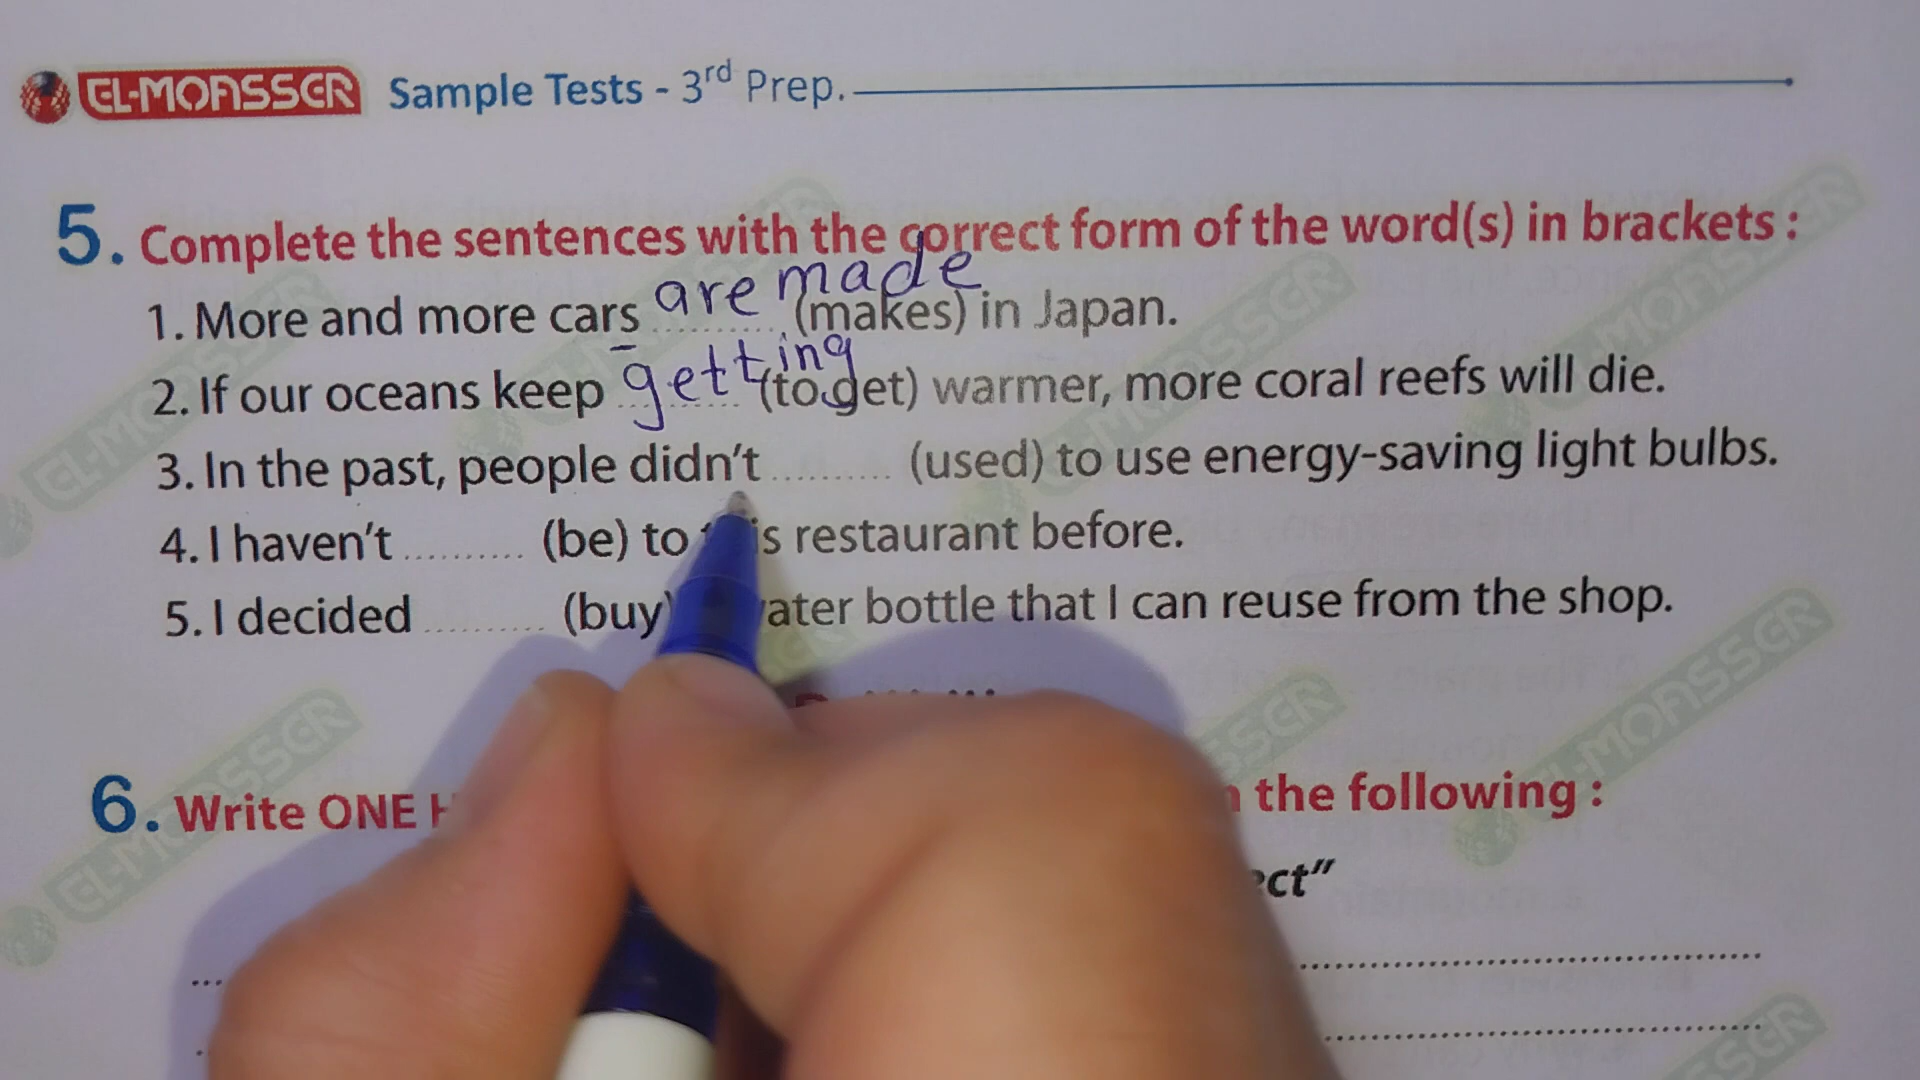 EL-MOASSER Sample Tests - 3rd Prep.
5. Complete the sentences with the correct form of the word(s) in brackets :
1. More and more cars are made (makes) in Japan.
2. If our oceans keep getting (to get) warmer, more coral reefs will die.
3. In the past, people didn't .......... (used) to use energy-saving light bulbs.
4. I haven't .......... (be) to restaurant before.
5. I decided .......... (buy) bottle that I can reuse from the shop.
6. Write ONE the following :